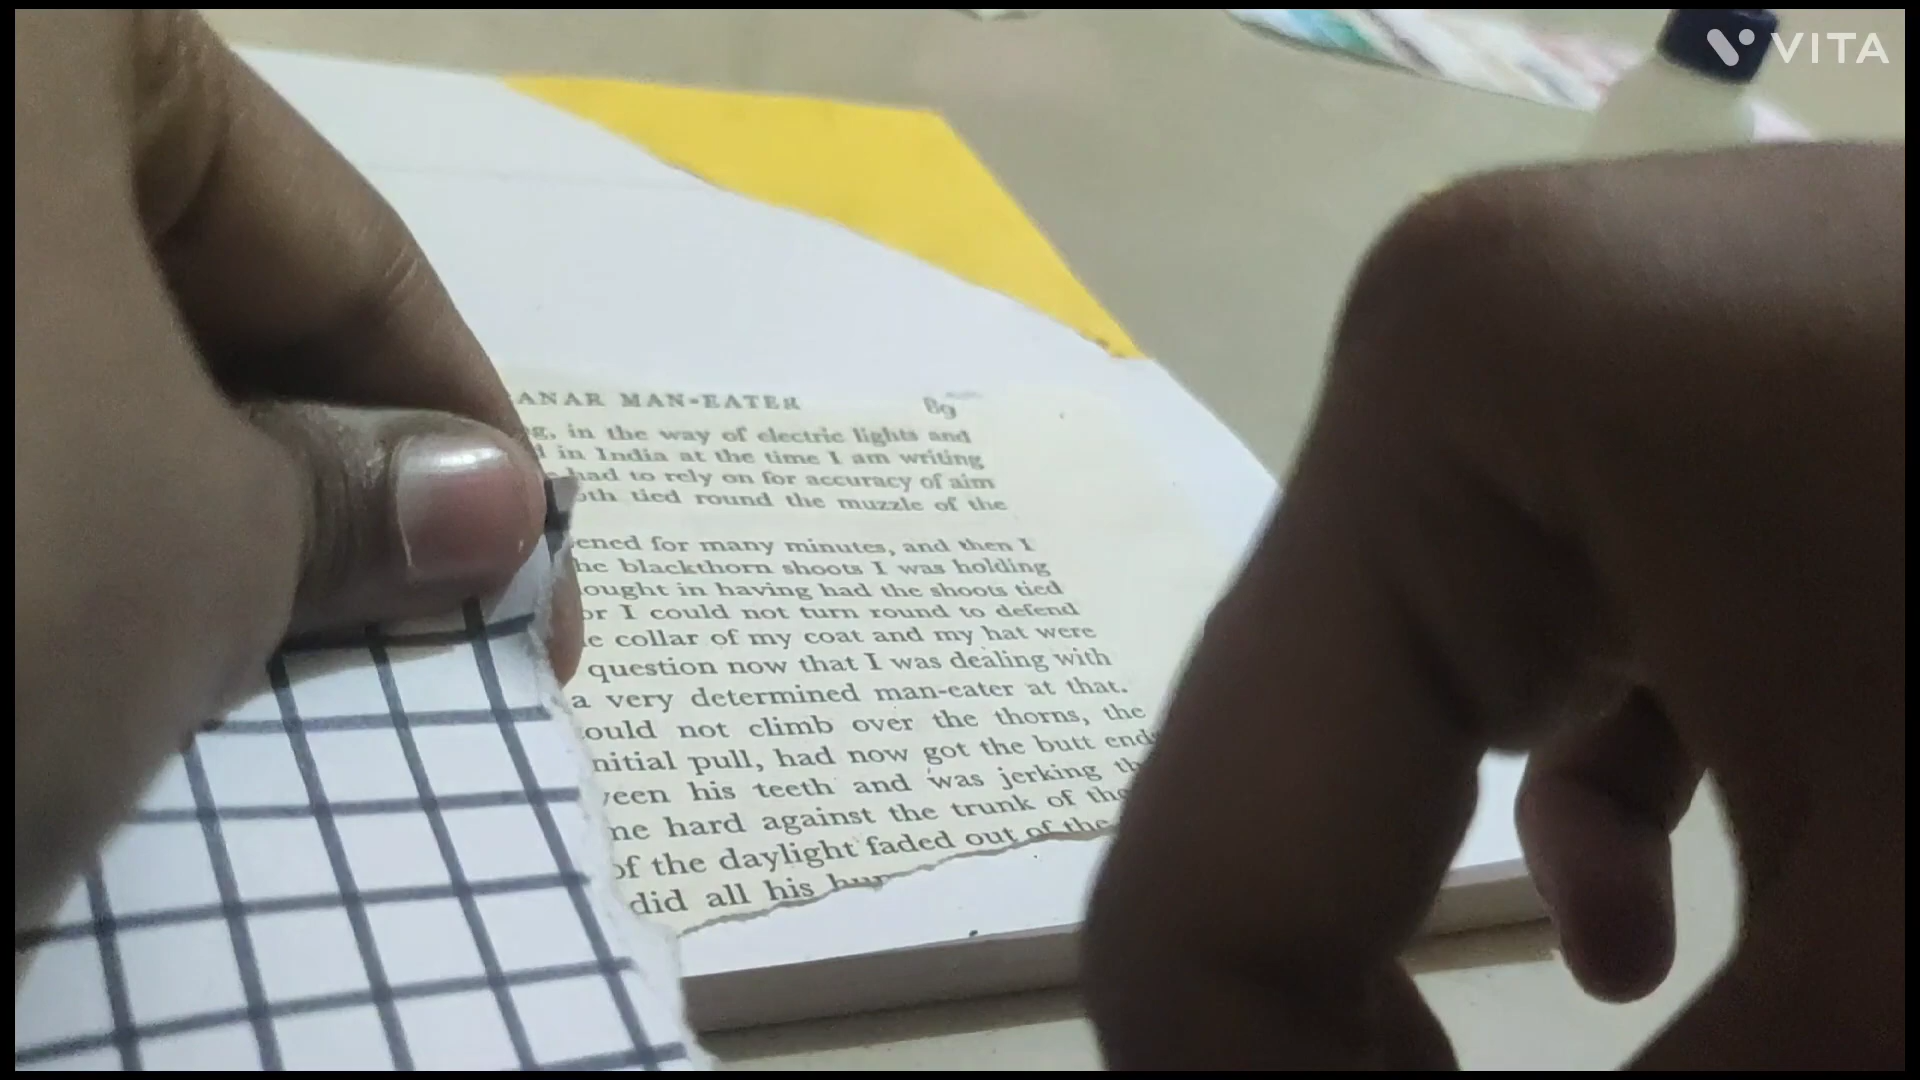 VITA
ANAR MAN-EATER 89
g, in the way of electric lights and
d in India at the time I am writing
had to rely on for accuracy of aim
oth tied round the muzzle of the
ened for many minutes, and then I
he blackthorn shoots I was holding
ought in having had the shoots tied
or I could not turn round to defend
e collar of my coat and my hat were
question now that I was dealing with
a very determined man-eater at that.
ould not climb over the thorns, the
nitial pull, had now got the butt ends
ween his teeth and was jerking th
me hard against the trunk of the
of the daylight faded out of the
did all his